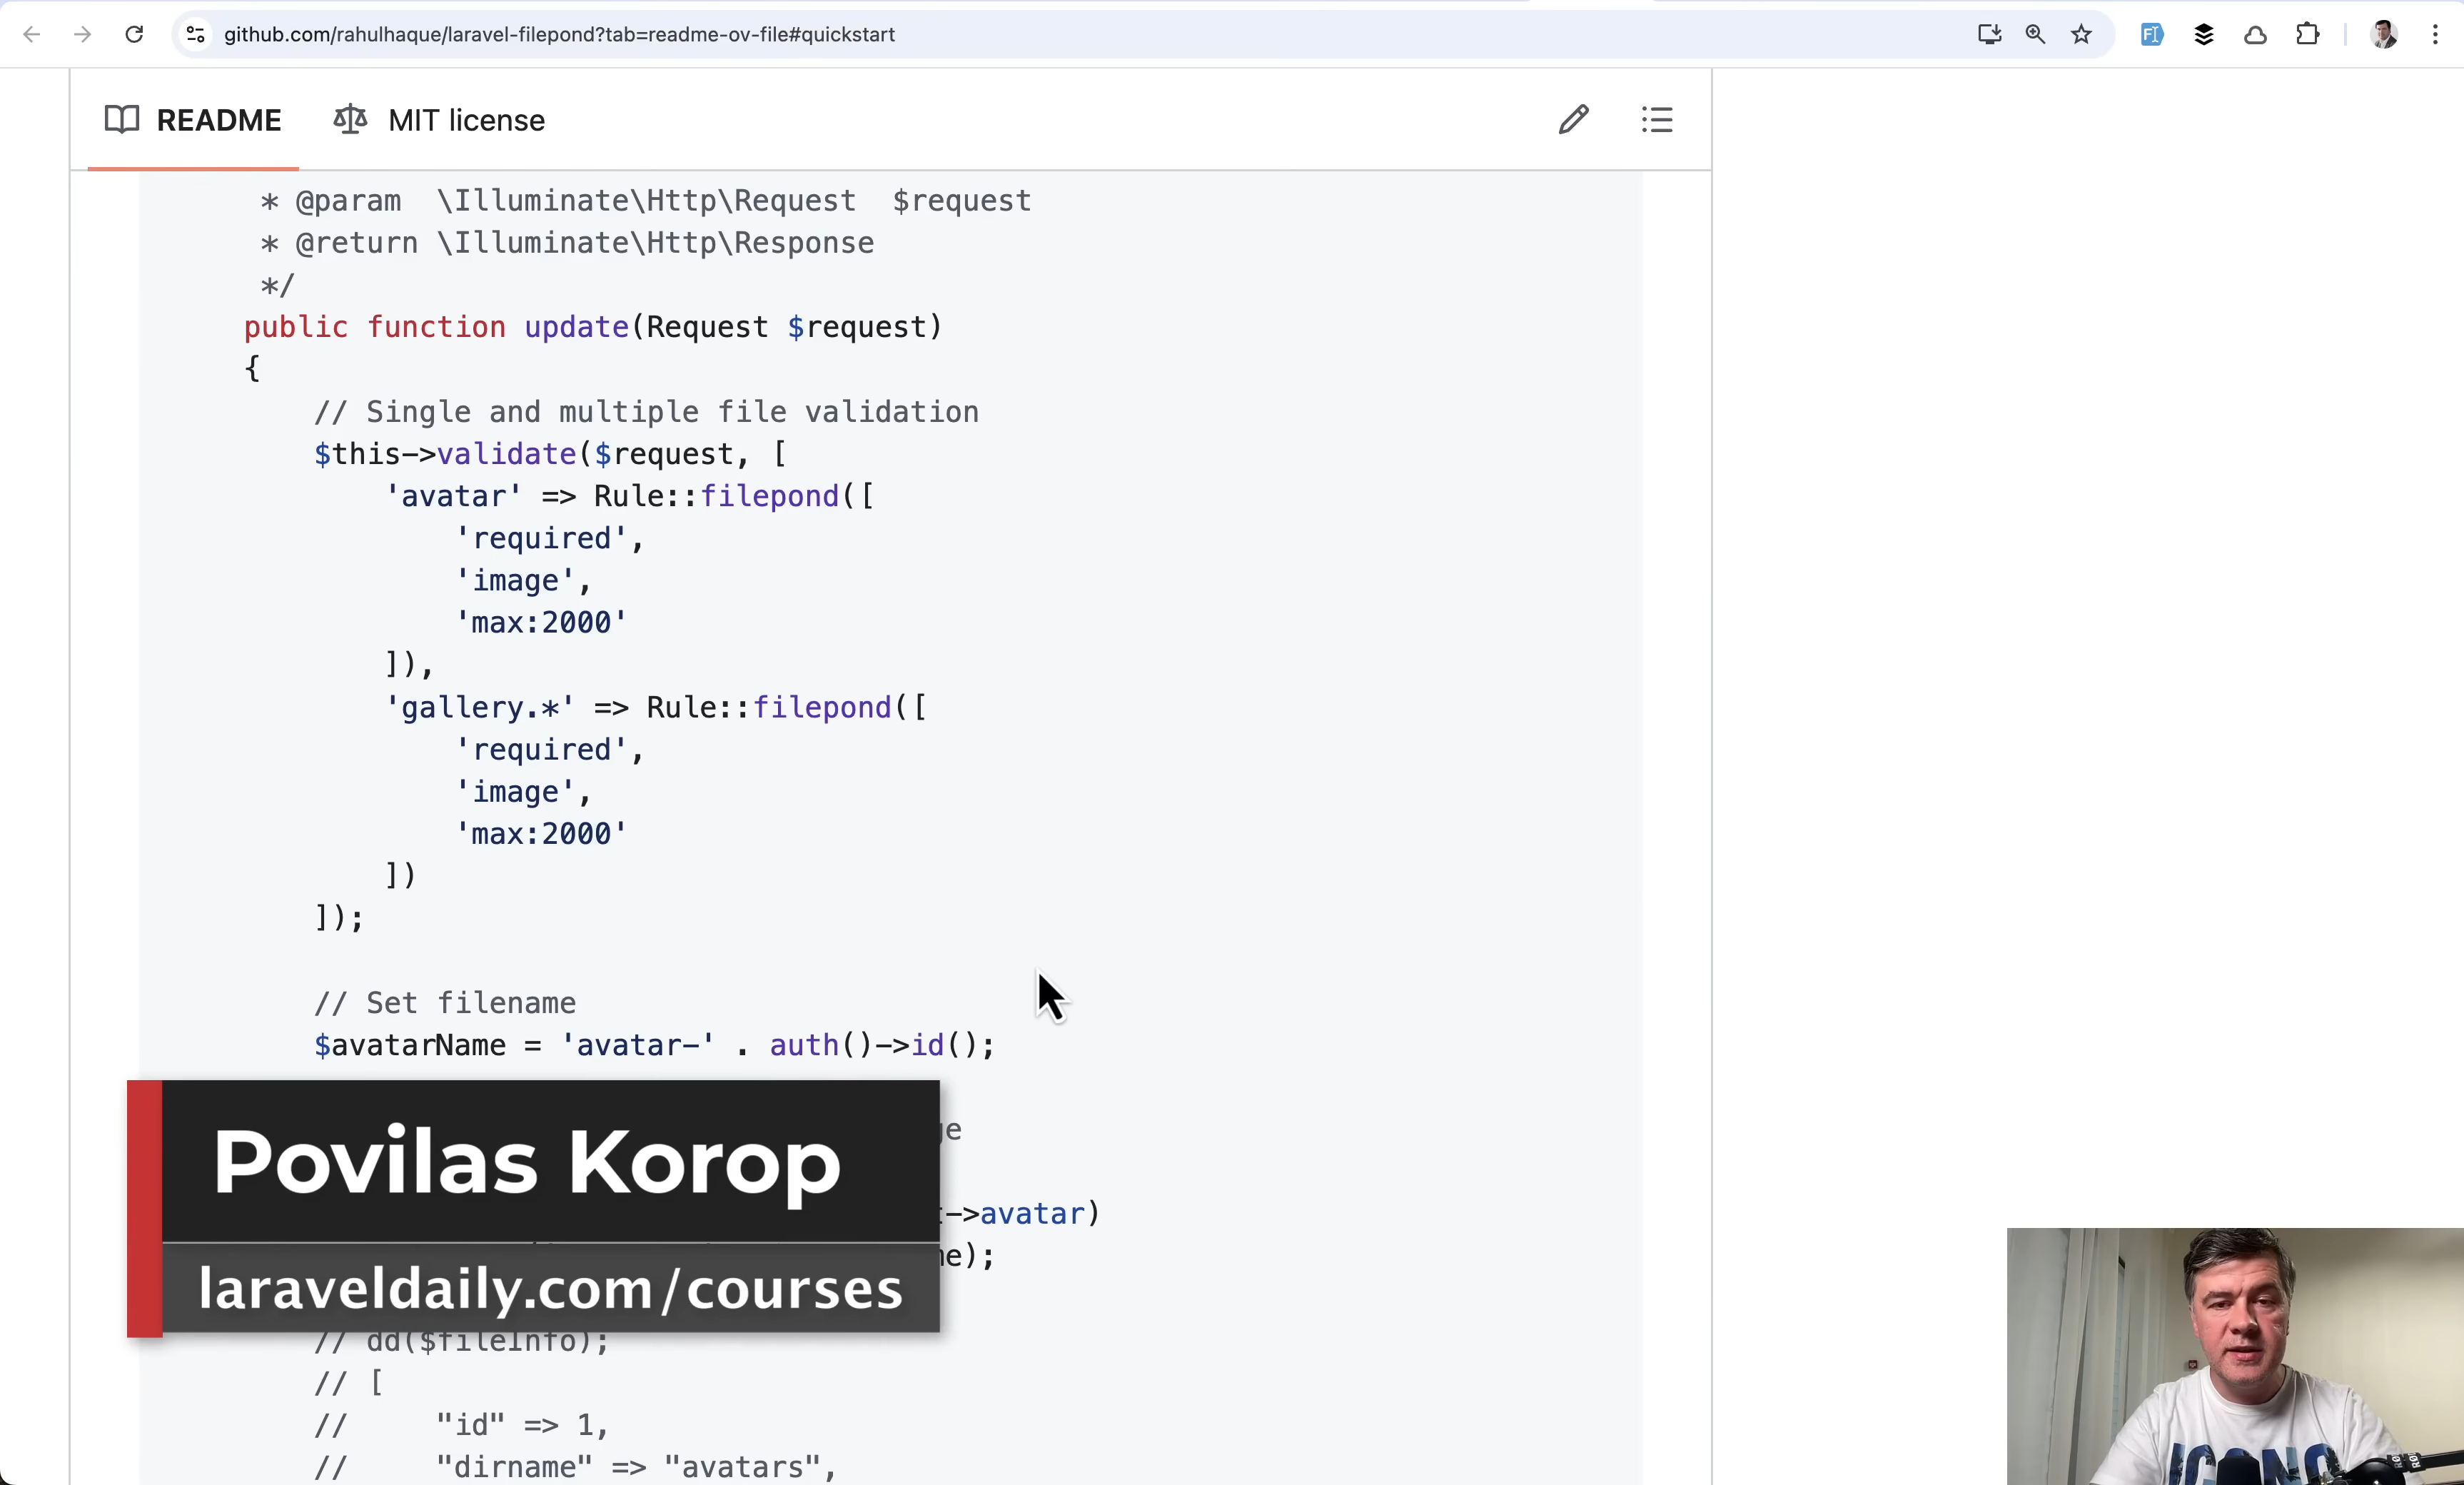 github.com/rahulhaque/laravel-filepond?tab=readme-ov-file#quickstart
README
MIT license
* @param  \Illuminate\Http\Request  $request
* @return \Illuminate\Http\Response
*/
public function update(Request $request)
{
// Single and multiple file validation
$this->validate($request, [
'avatar' => Rule::filepond([
'required',
'image',
'max:2000'
]),
'gallery.*' => Rule::filepond([
'required',
'image',
'max:2000'
])
]);
// Set filename
$avatarName = 'avatar-' . auth()->id();
->avatar)
);
Povilas Korop
laraveldaily.com/courses
// dd($fileInfo);
// [
//     "id" => 1,
//     "dirname" => "avatars",